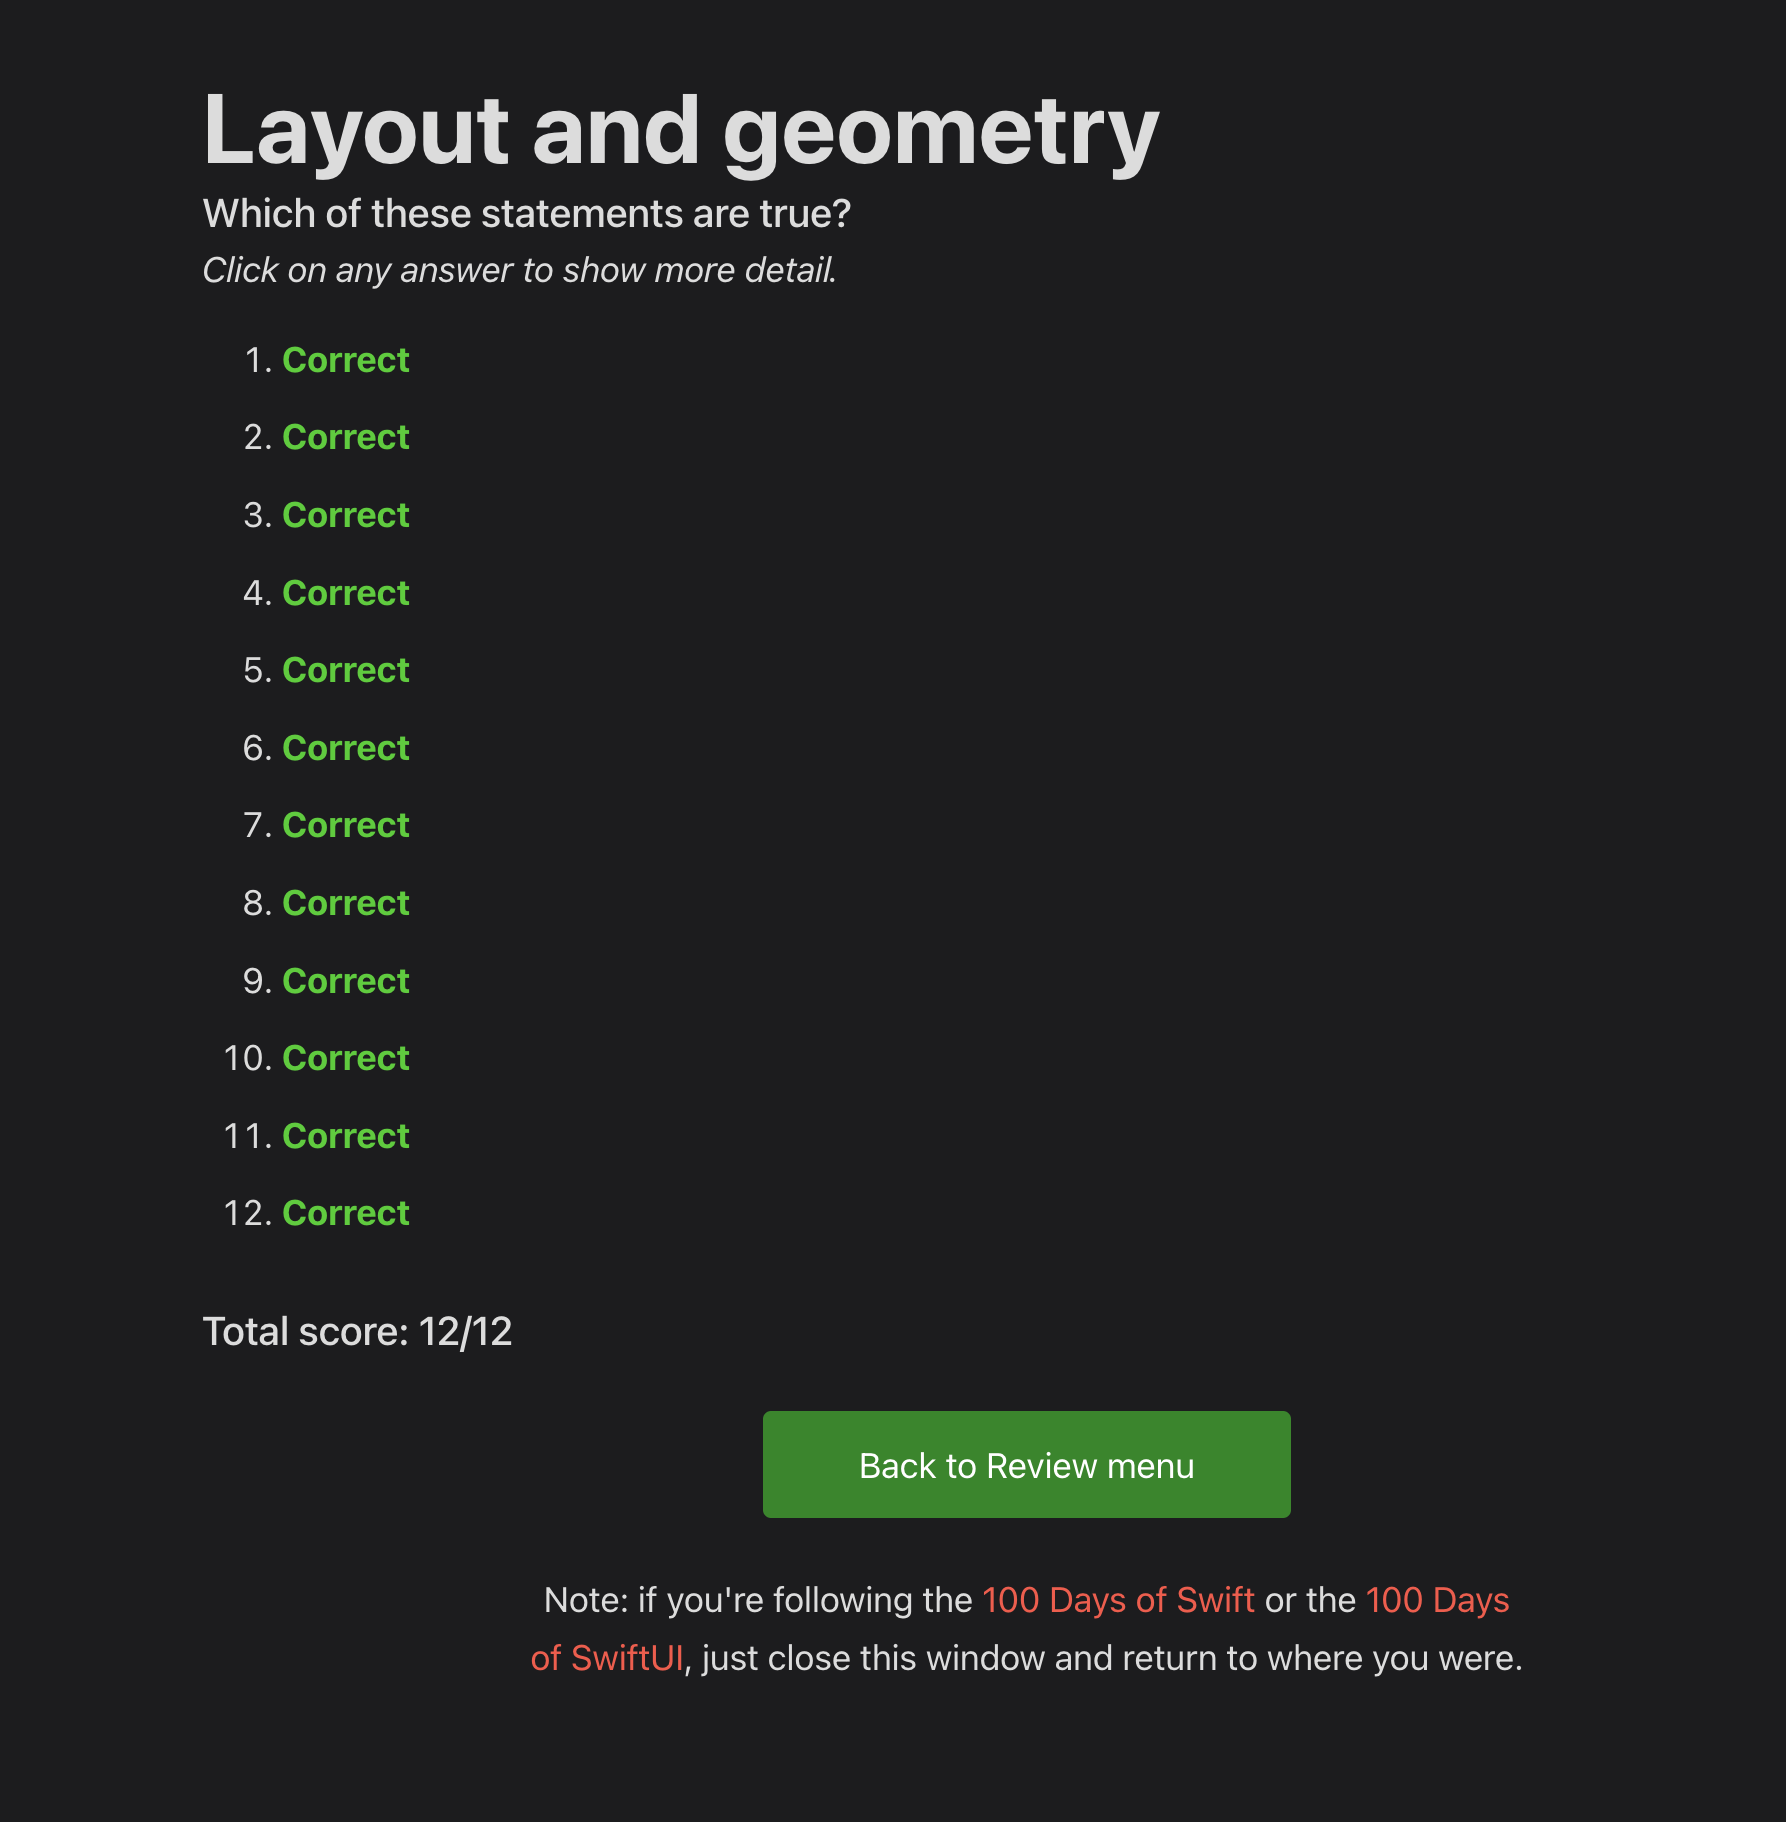 Layout and geometry
Which of these statements are true?
Click on any answer to show more detail.
1. Correct
2. Correct
3. Correct
4. Correct
5. Correct
6. Correct
7. Correct
8. Correct
9. Correct
10. Correct
11. Correct
12. Correct
Total score: 12/12
Back to Review menu
Note: if you're following the 100 Days of Swift or the 100 Days
of SwiftUI, just close this window and return to where you were.